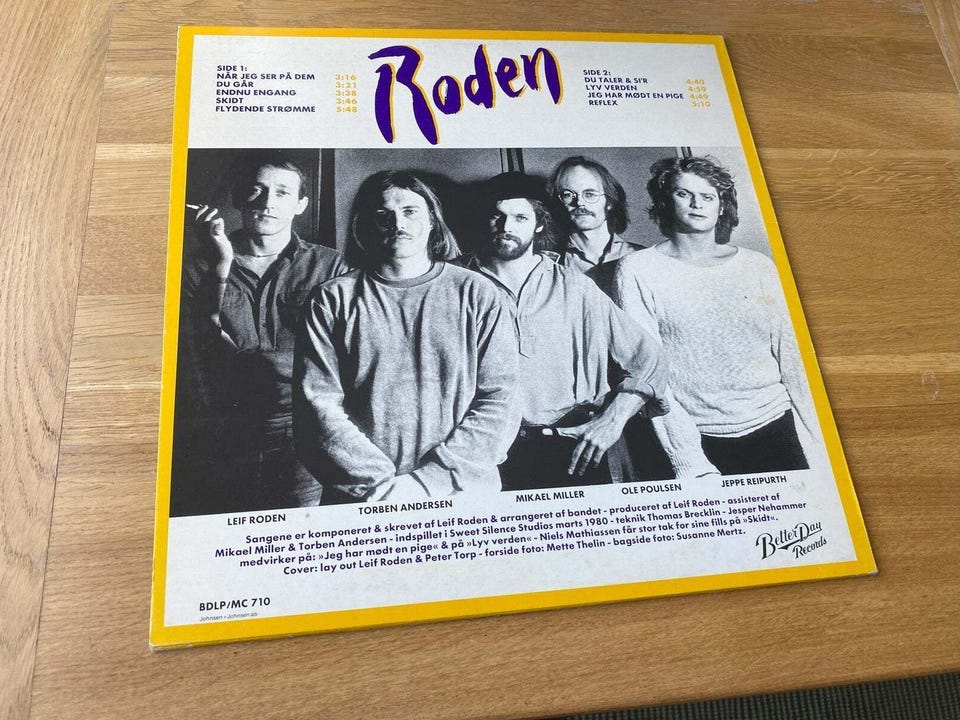 Roden
SIDE 1:
NÅR JEG SER PÅ DEM 3:16
DU GÅR 3:21
ENDNU ENGANG 3:38
SKIDT 3:46
FLYDENDE STRØMME 5:48
SIDE 2:
DU TALER & SI'R 4:40
LYV VERDEN 4:59
JEG HAR MØDT EN PIGE 4:49
REFLEX 5:10
LEIF RODEN
TORBEN ANDERSEN
MIKAEL MILLER
OLE POULSEN
JEPPE REIPURTH
Sangene er komponeret & skrevet af Leif Roden & arrangeret af bandet - produceret af Leif Roden - assisteret af
Mikael Miller & Torben Andersen - indspillet i Sweet Silence Studios marts 1980 - teknik Thomas Brecklin - Jesper Nehammer
medvirker på: »Jeg har mødt en pige« & på »Lyv verden« - Niels Mathiassen får stor tak for sine fills på »Skidt«.
Cover: lay out Leif Roden & Peter Torp - forside foto: Mette Thelin - bagside foto: Susanne Mertz.
Better Day
Records
BDLP/MC 710
Johnsen + Johnsen a/s